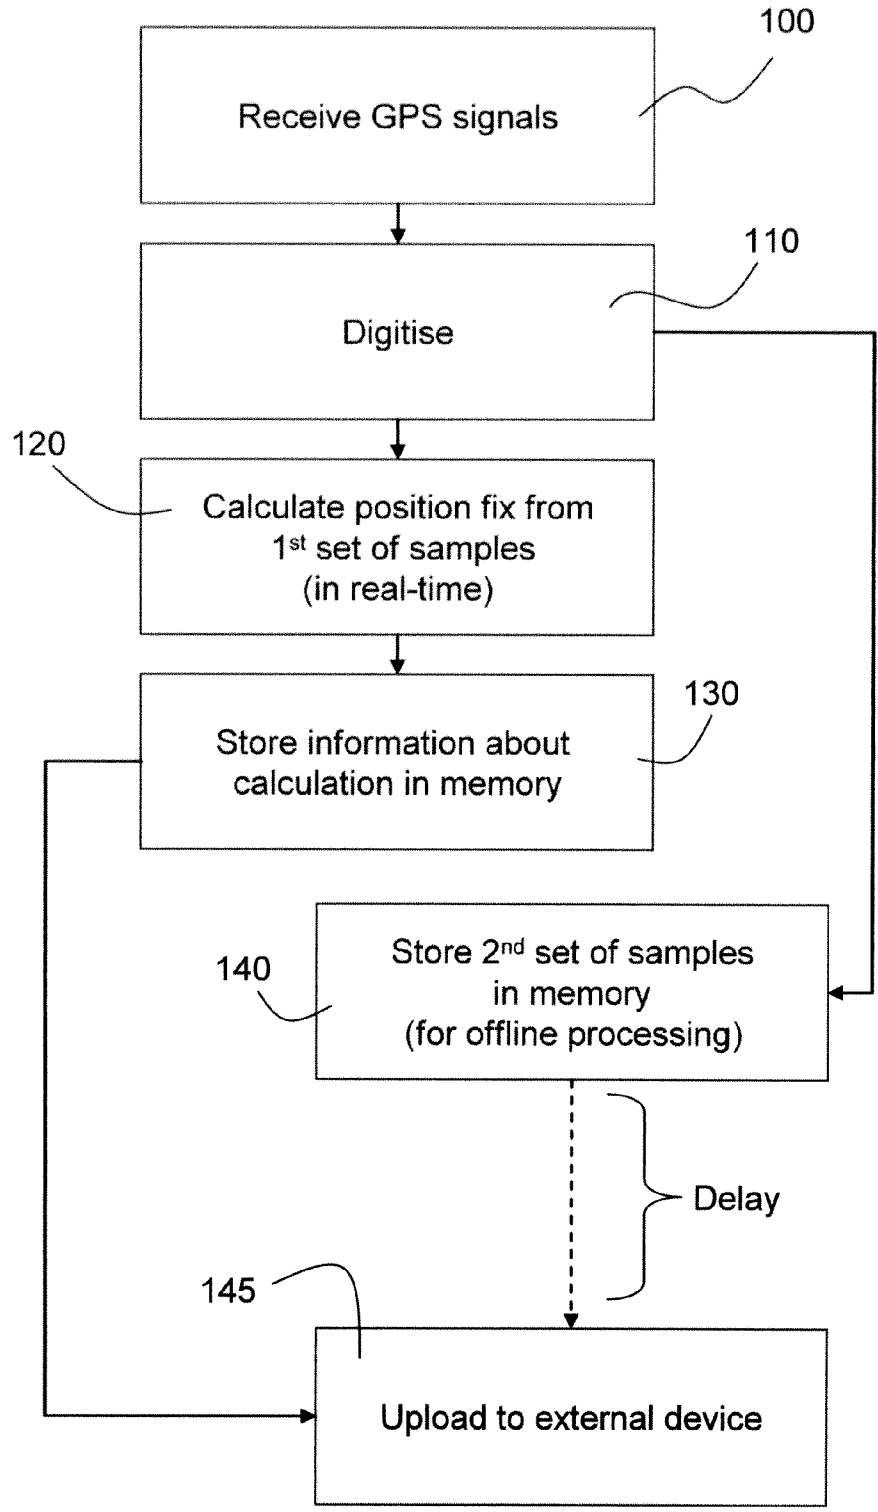 100
Receive GPS signals
110
Digitise
120
Calculate position fix from
1st set of samples
(in real-time)
130
Store information about
calculation in memory
140
Store 2nd set of samples
in memory
(for offline processing)
Delay
145
Upload to external device